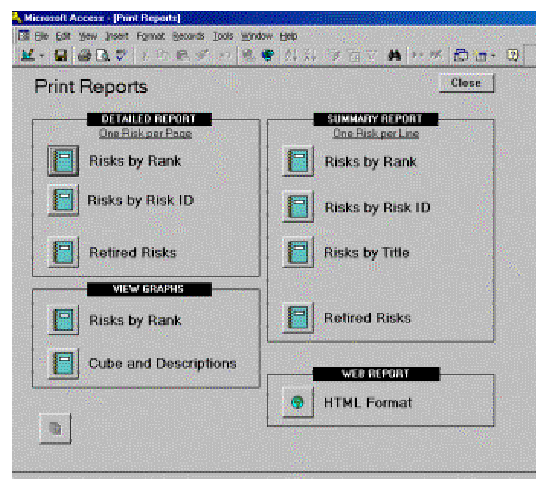 Microsoft Access - [Print Reports]
File Edit View Insert Format Records Tools Window Help
Print Reports
Close
DETAILED REPORT
One Risk per Page
Risks by Rank
Risks by Risk ID
Retired Risks
VIEW GRAPHS
Risks by Rank
Cube and Descriptions
SUMMARY REPORT
One Risk per Line
Risks by Rank
Risks by Risk ID
Risks by Title
Retired Risks
WEB REPORT
HTML Format